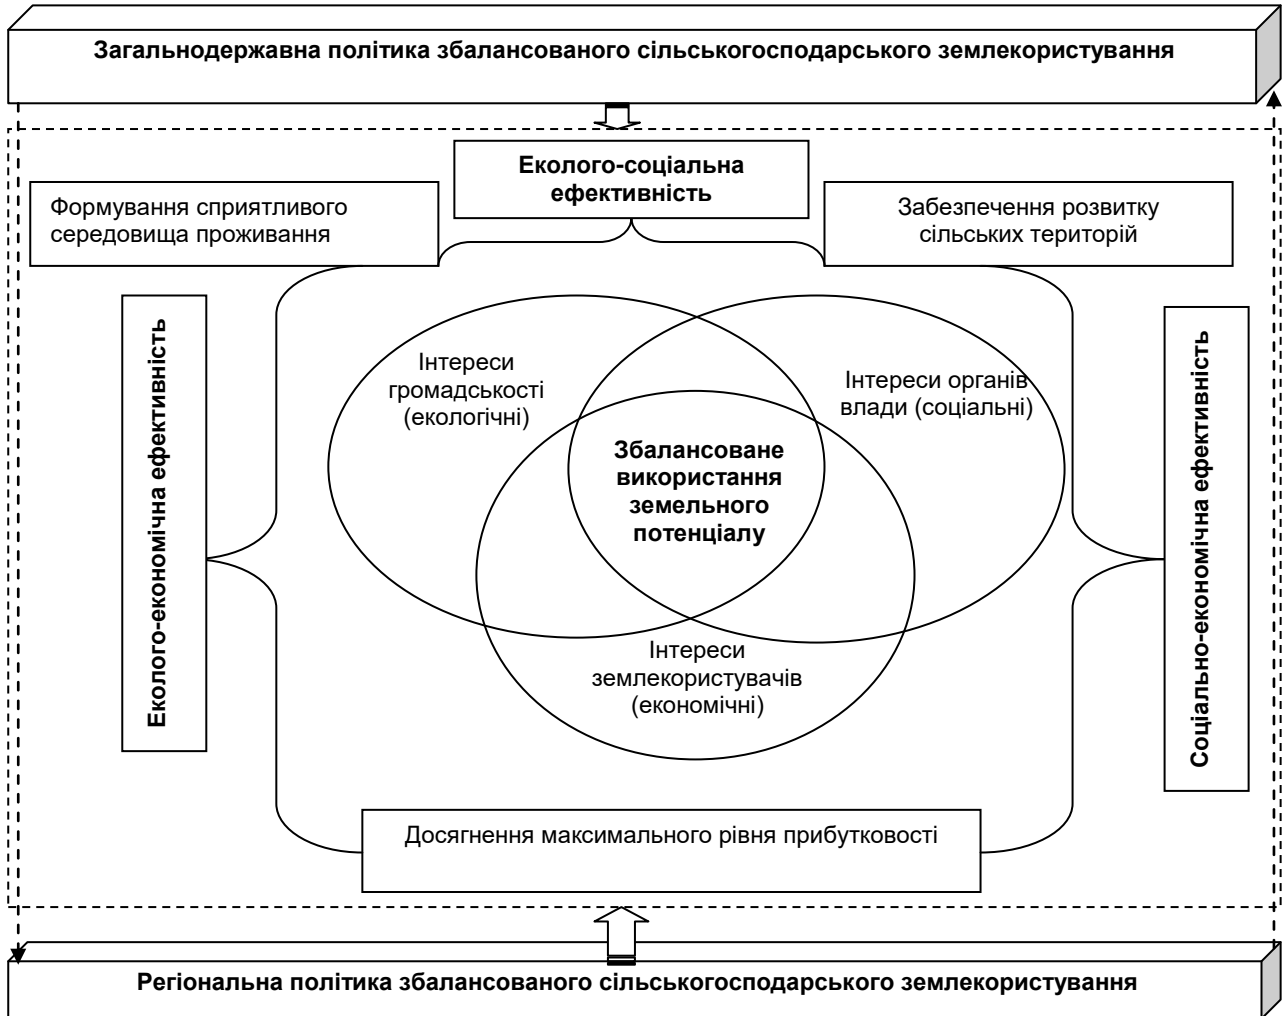 Загальнодержавна політика збалансованого сільськогосподарського землекористування
Еколого-соціальна
ефективність
Формування сприятливого
середовища проживання
Забезпечення розвитку
сільських територій
Еколого-економічна ефективність
Інтереси
громадськості
(екологічні)
Інтереси органів
влади (соціальні)
Збалансоване
використання
земельного
потенціалу
Інтереси
землекористувачів
(економічні)
Соціально-економічна ефективність
Досягнення максимального рівня прибутковості
Регіональна політика збалансованого сільськогосподарського землекористування